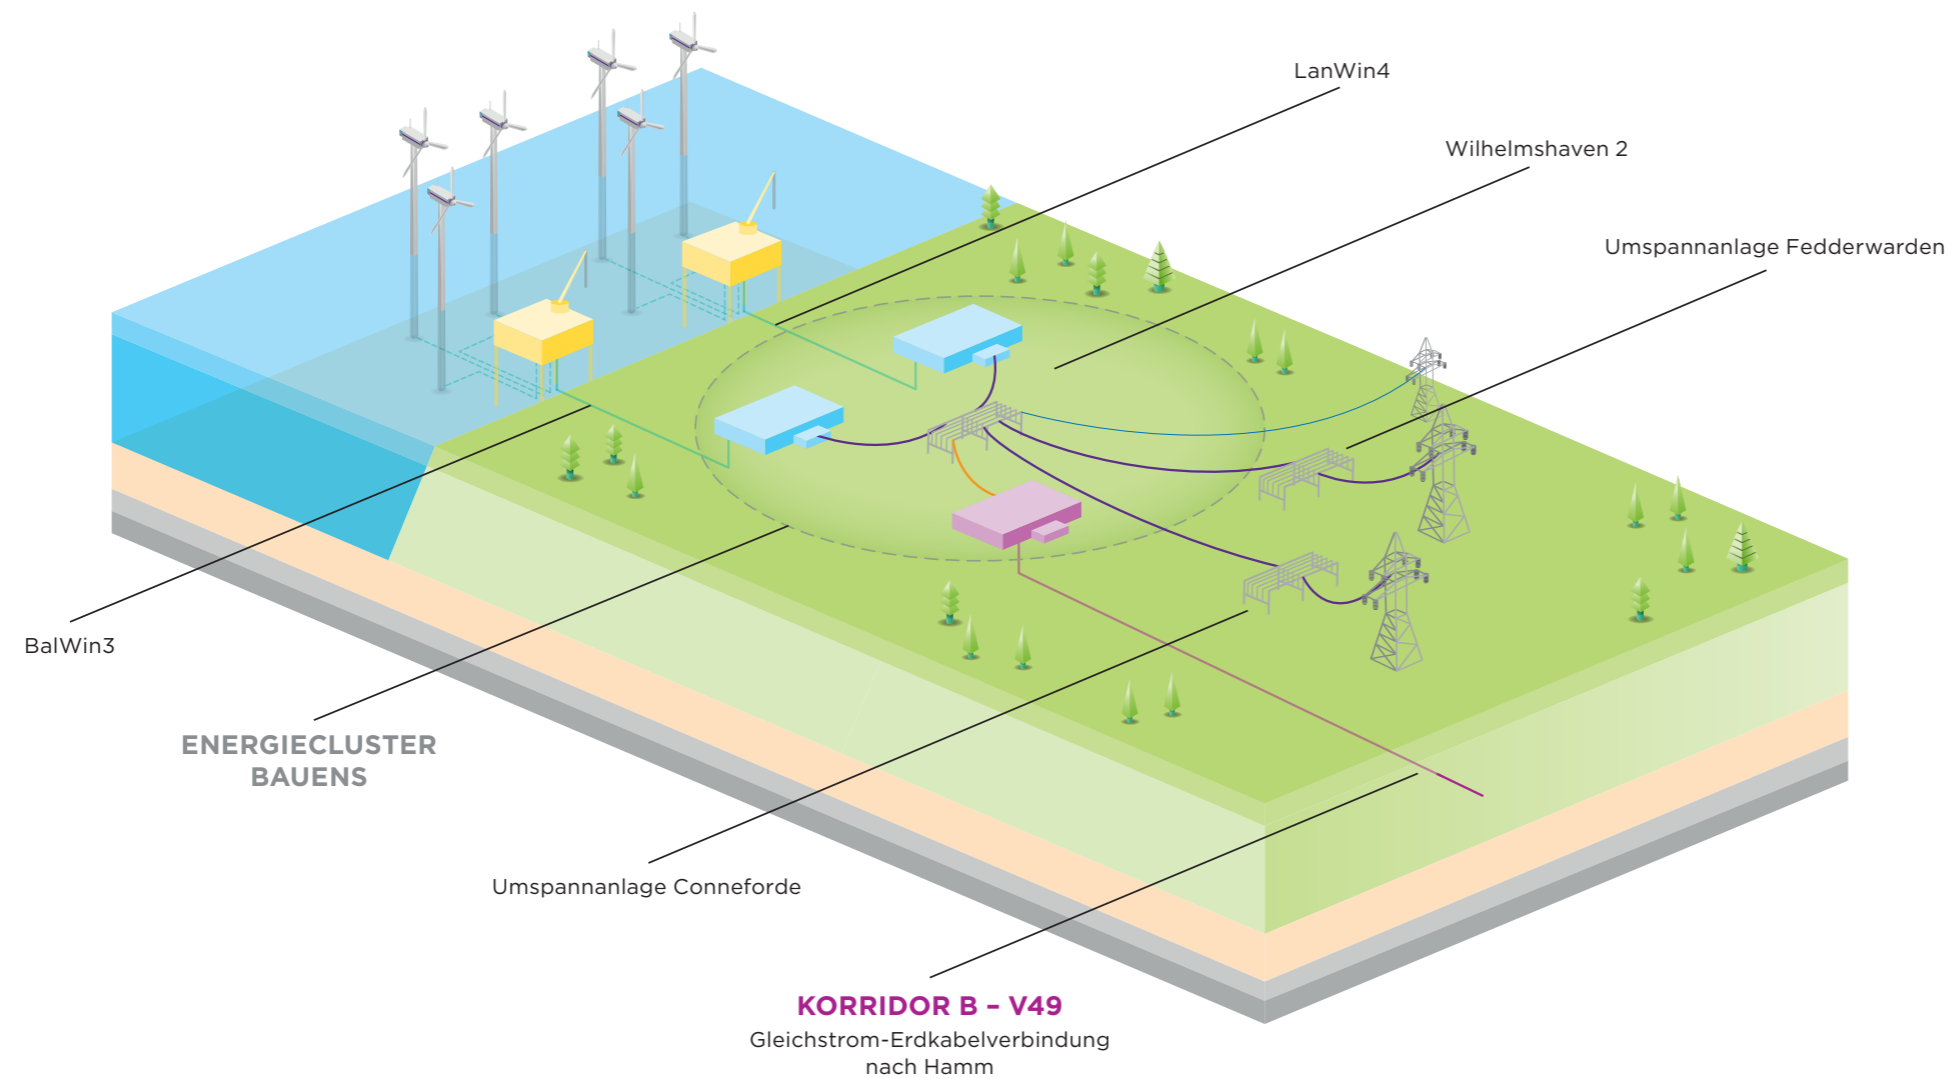 LanWin4
Wilhelmshaven 2
Umspannanlage Fedderwarden
BalWin3
ENERGIECLUSTER
BAUENS
Umspannanlage Conneforde
KORRIDOR B – V49
Gleichstrom-Erdkabelverbindung
nach Hamm